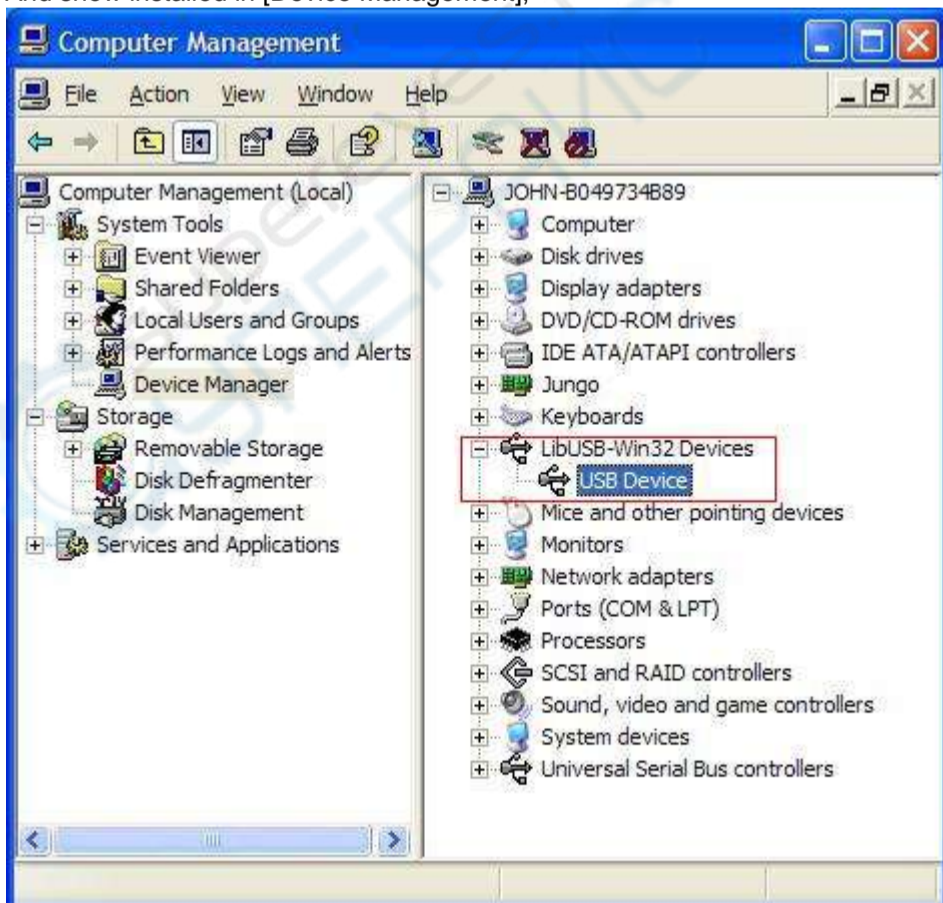 And show installed in [Device management],
Computer Management
File Action View Window Help
Computer Management (Local)
System Tools
Event Viewer
Shared Folders
Local Users and Groups
Performance Logs and Alerts
Device Manager
Storage
Removable Storage
Disk Defragmenter
Disk Management
Services and Applications
JOHN-B049734B89
Computer
Disk drives
Display adapters
DVD/CD-ROM drives
IDE ATA/ATAPI controllers
Jungo
Keyboards
LibUSB-Win32 Devices
USB Device
Mice and other pointing devices
Monitors
Network adapters
Ports (COM & LPT)
Processors
SCSI and RAID controllers
Sound, video and game controllers
System devices
Universal Serial Bus controllers